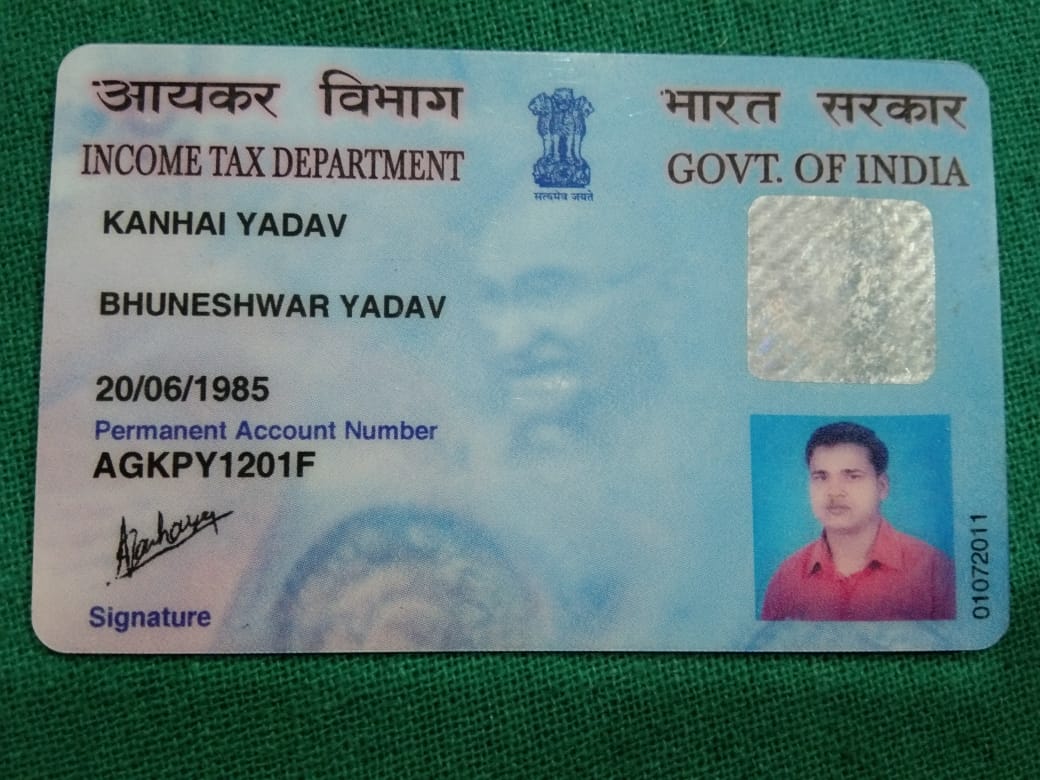 आयकर विभाग
INCOME TAX DEPARTMENT
भारत सरकार
GOVT. OF INDIA
सत्यमेव जयते
KANHAI YADAV
BHUNESHWAR YADAV
20/06/1985
Permanent Account Number
AGKPY1201F
Signature
01072011